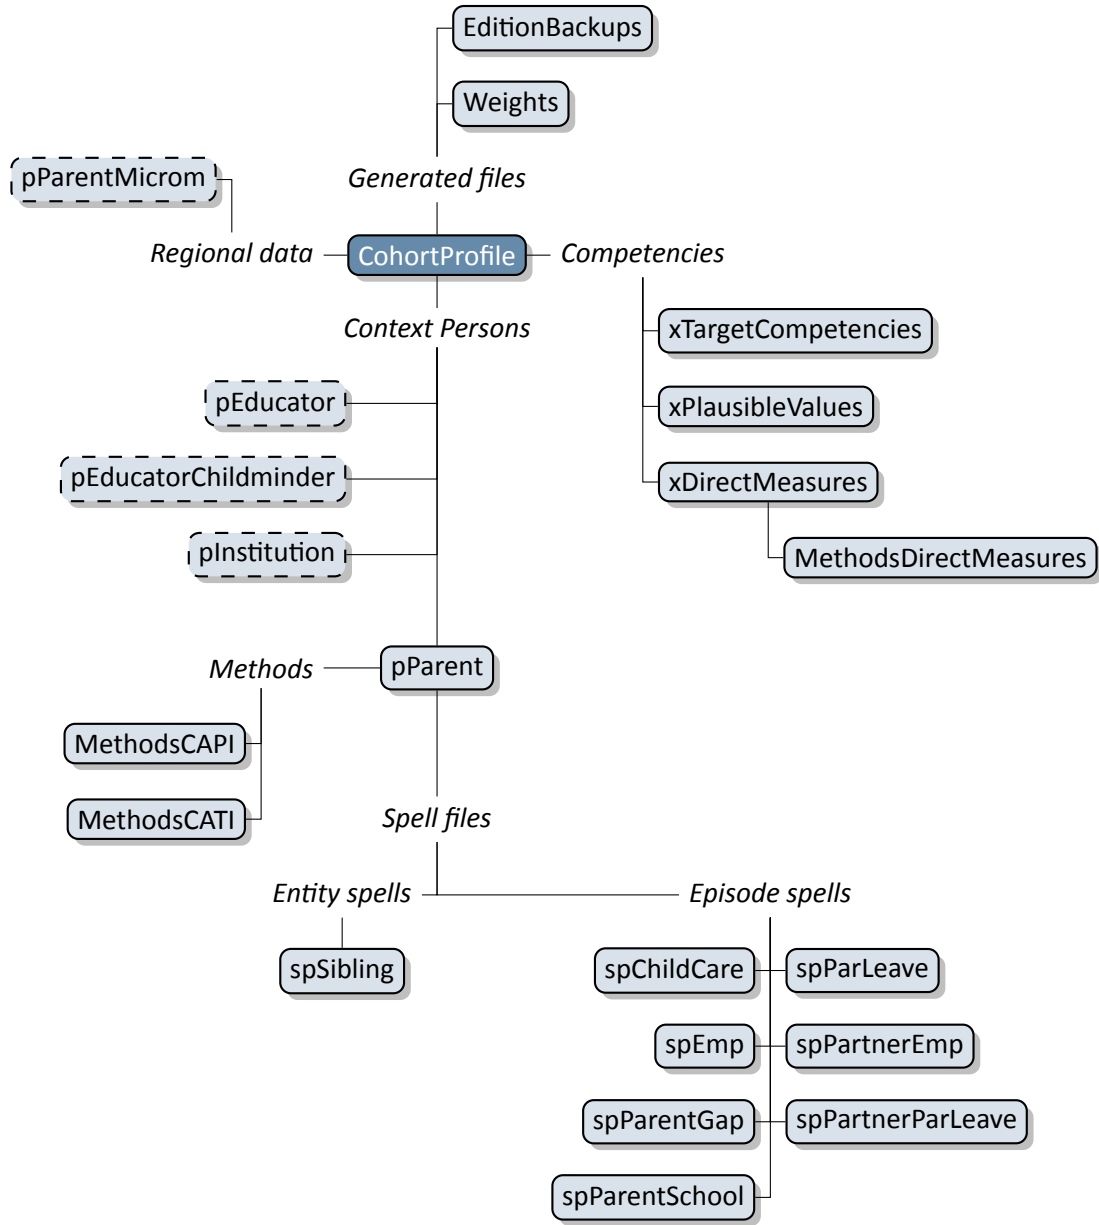 EditionBackups
Weights
pParentMicrom
Generated files
Regional data
CohortProfile
Competencies
Context Persons
xTargetCompetencies
pEducator
xPlausibleValues
pEducatorChildminder
xDirectMeasures
pInstitution
MethodsDirectMeasures
Methods
pParent
MethodsCAPI
MethodsCATI
Spell files
Entity spells
Episode spells
spSibling
spChildCare
spParLeave
spEmp
spPartnerEmp
spParentGap
spPartnerParLeave
spParentSchool